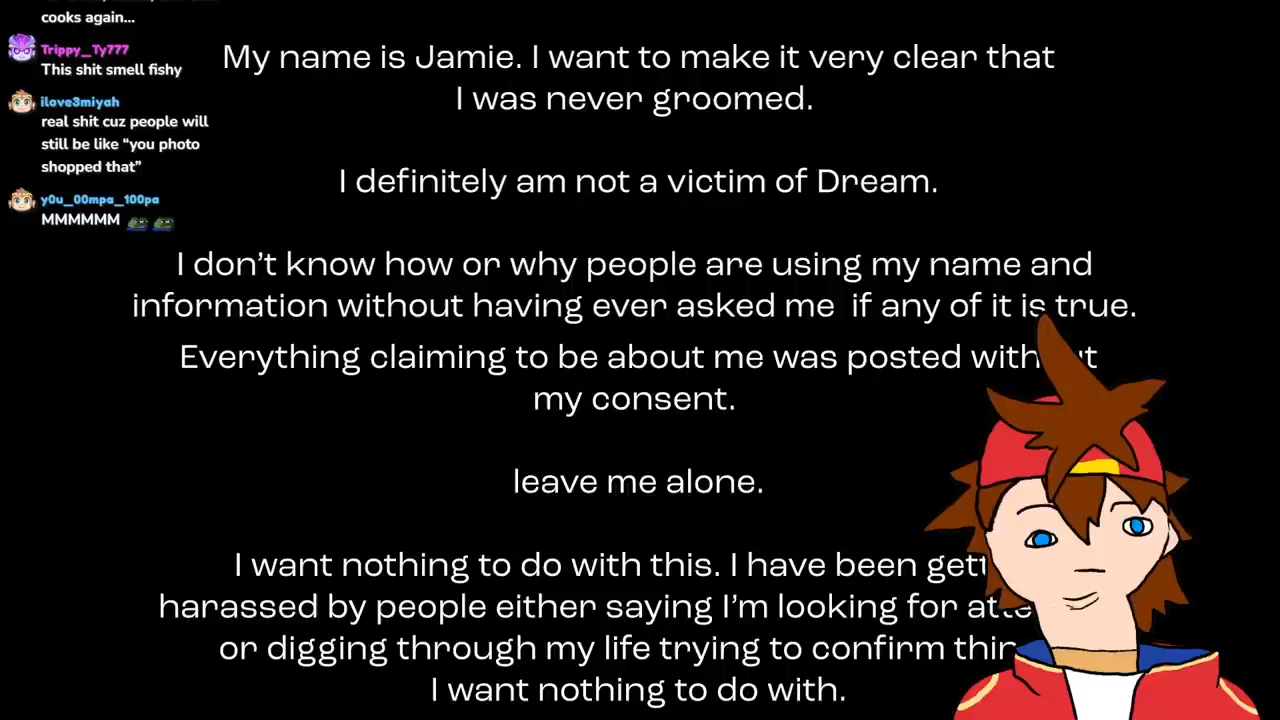 cooks again...
Trippy_Ty777
This shit smell fishy
ilove3miyah
real shit cuz people will
still be like “you photo
shopped that”
y0u_00mpa_100pa
MMMMMM
My name is Jamie. I want to make it very clear that
I was never groomed.
I definitely am not a victim of Dream.
I don’t know how or why people are using my name and
information without having ever asked me  if any of it is true.
Everything claiming to be about me was posted without
my consent.
leave me alone.
I want nothing to do with this. I have been
harassed by people either saying I’m looking for
or digging through my life trying to confirm
I want nothing to do with.